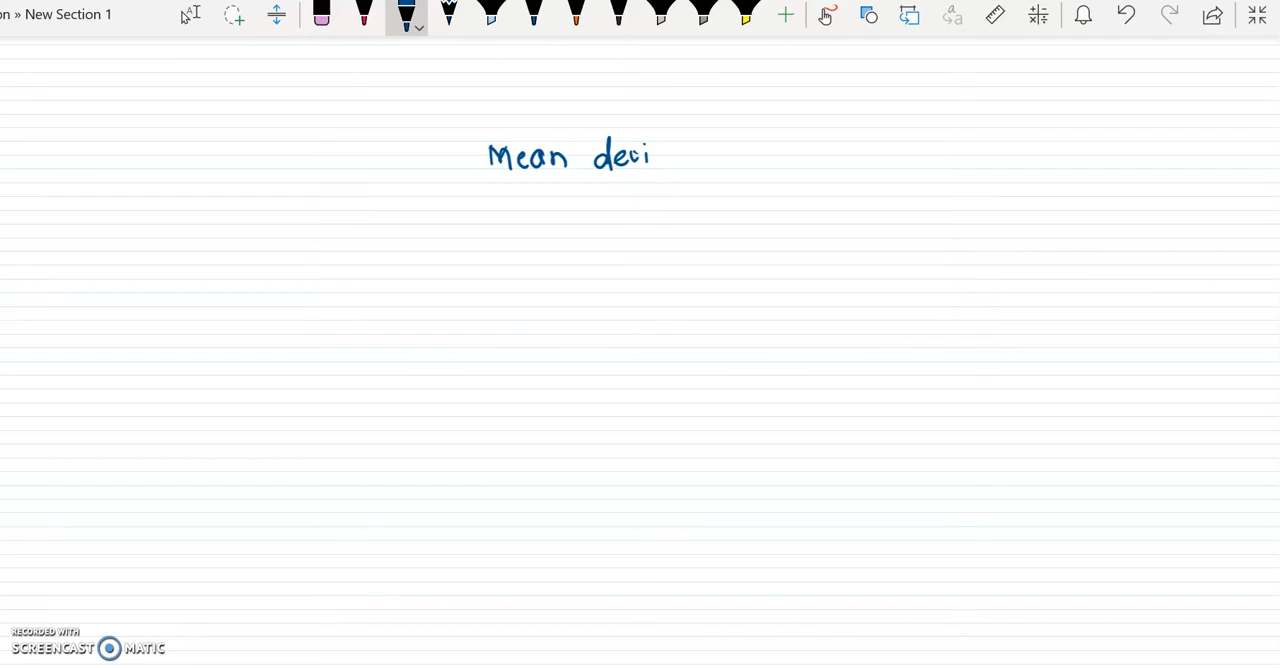 on » New Section 1
Mean devi
RECORDED WITH
SCREENCAST MATIC